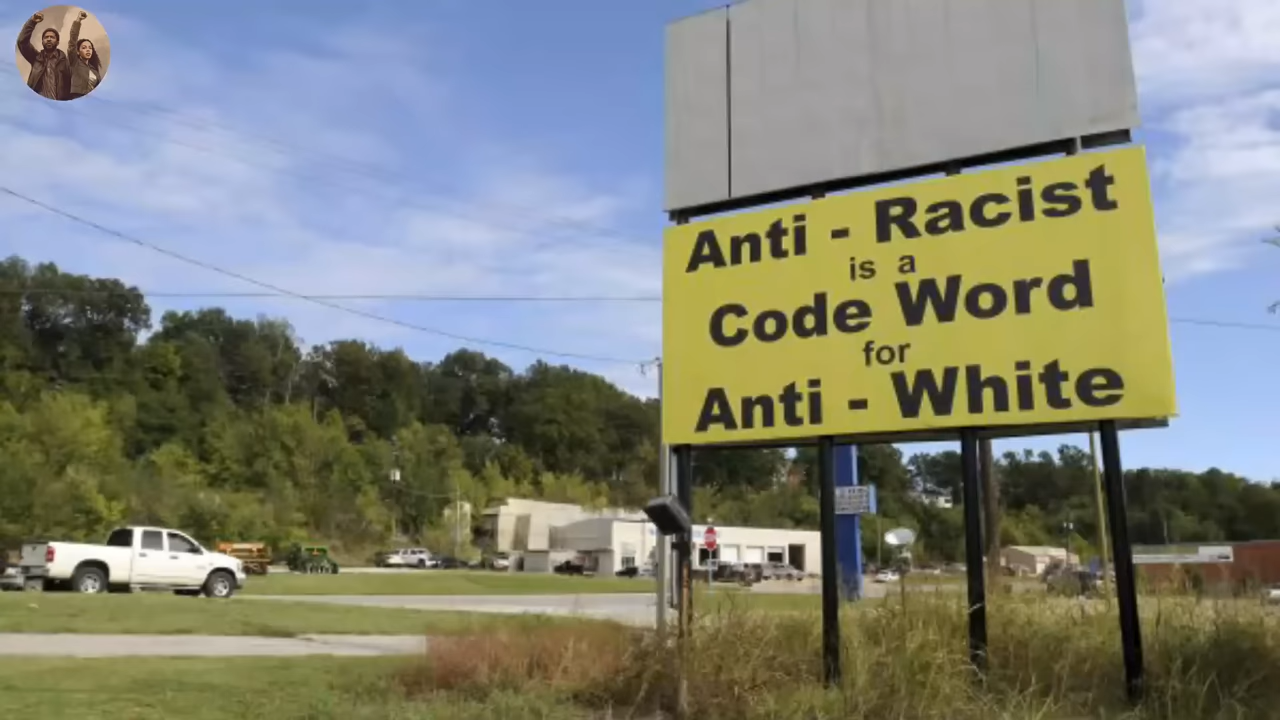 Anti - Racist
is a
Code Word
for
Anti - White